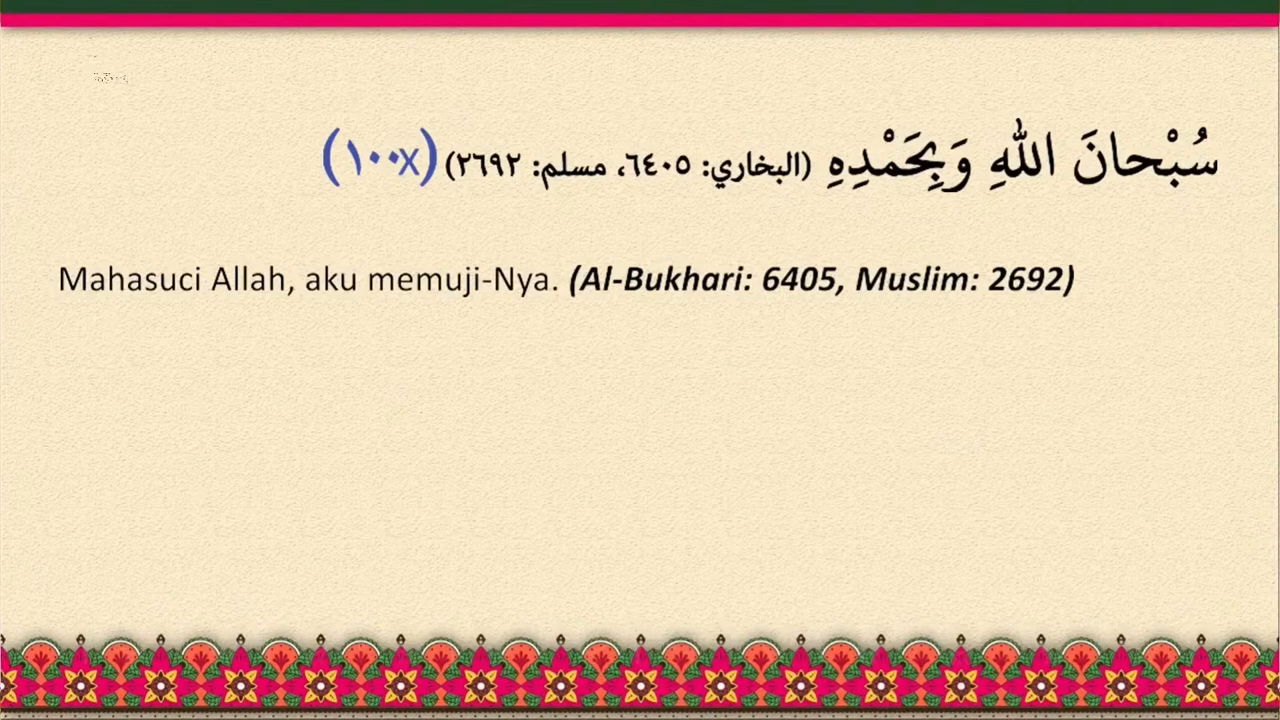 سُبْحانَ اللهِ وَبِحَمْدِهِ (البخاري: ٦٤٠٥، مسلم: ٢٦٩٢) (١٠٠x)
Mahasuci Allah, aku memuji-Nya. (Al-Bukhari: 6405, Muslim: 2692)